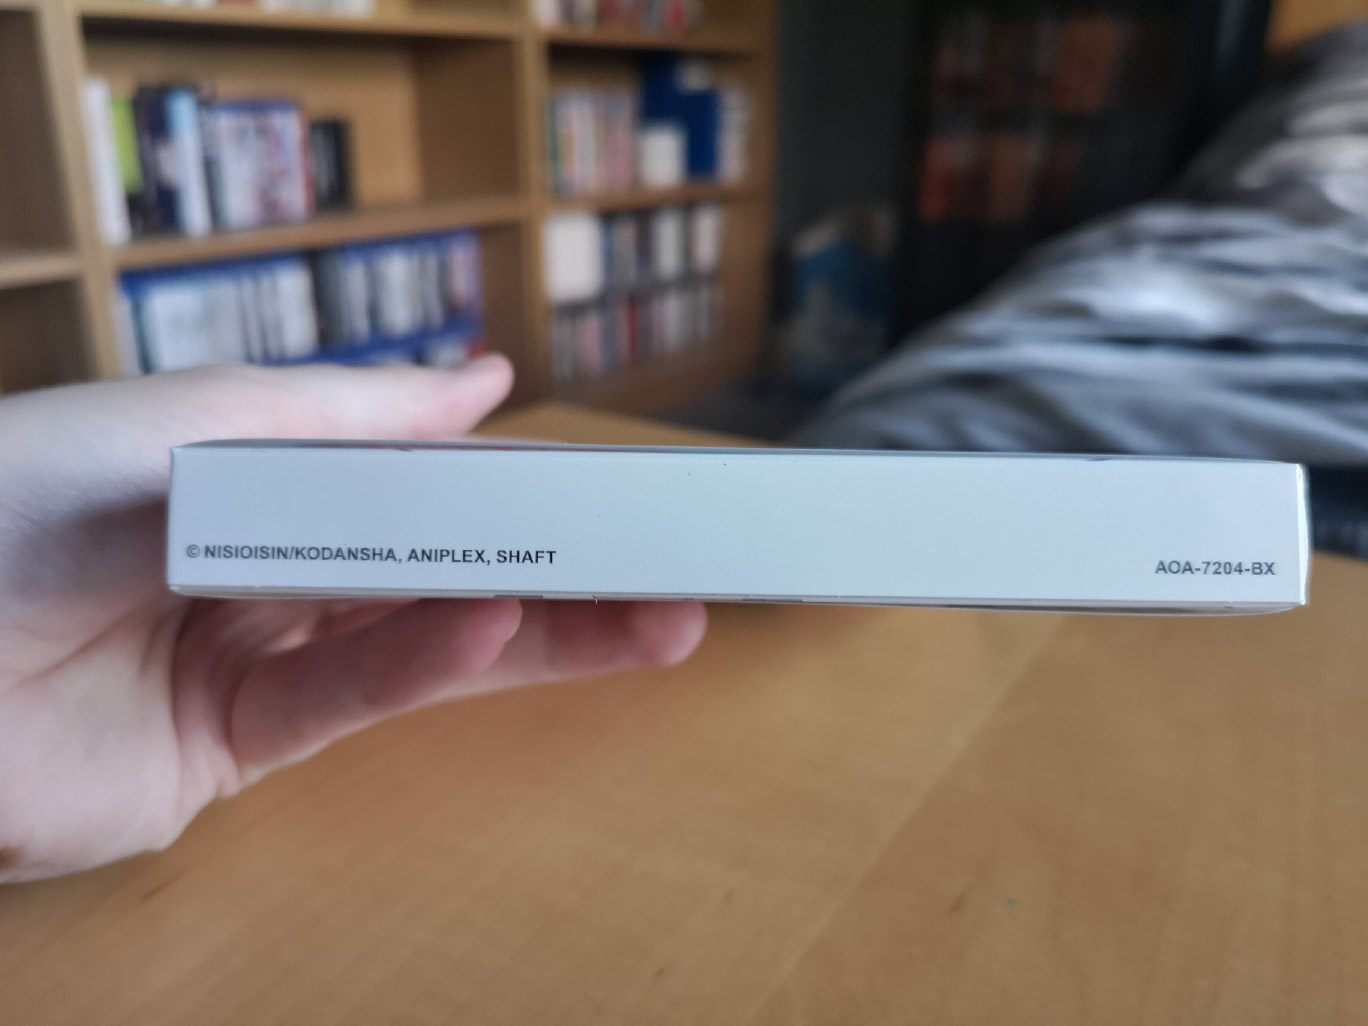 © NISIOISIN/KODANSHA, ANIPLEX, SHAFT
AOA-7204-BX